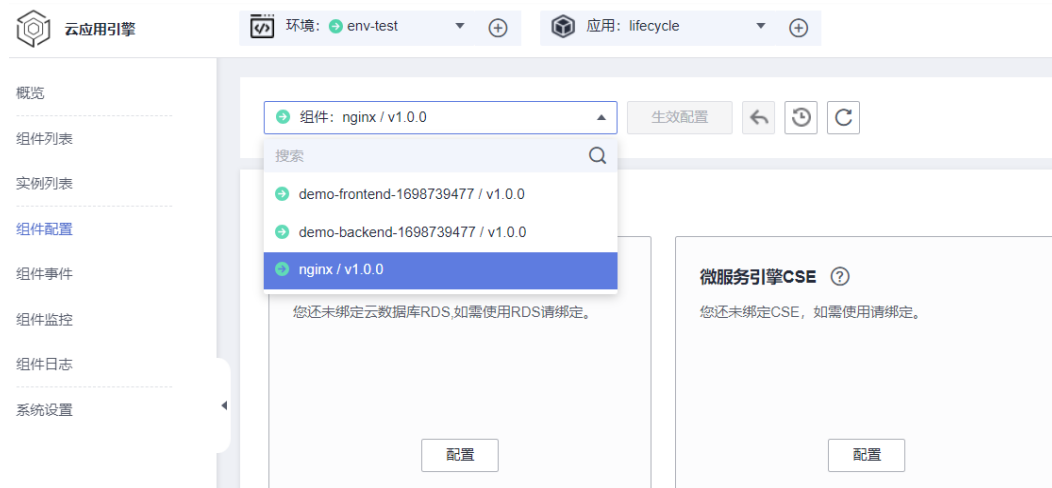 云应用引擎
环境：env-test
应用：lifecycle
概览
组件列表
实例列表
组件配置
组件事件
组件监控
组件日志
系统设置
组件：nginx / v1.0.0
生效配置
搜索
demo-frontend-1698739477 / v1.0.0
demo-backend-1698739477 / v1.0.0
nginx / v1.0.0
您还未绑定云数据库RDS,如需使用RDS请绑定。
配置
微服务引擎CSE
您还未绑定CSE，如需使用请绑定。
配置